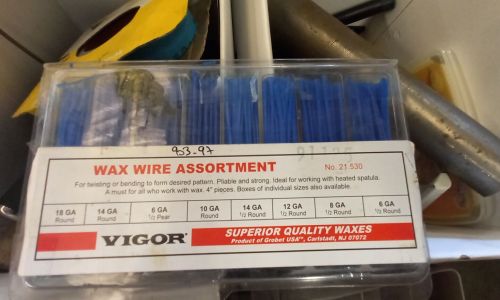 953-97
WAX WIRE ASSORTMENT
No. 21 530
For twisting or bending to form desired pattern. Pliable and strong. Ideal for working with heated spatula.
A must for all who work with wax. 4" pieces. Boxes of individual sizes also available.
18 GA 14 GA 6 GA 10 GA 14 GA 12 GA 8 GA 6 GA
Round Round 1/2 Pear Round 1/2 Round 1/2 Round 1/2 Round 1/2 Round
VIGOR®
SUPERIOR QUALITY WAXES
Product of Grobet USA™, Carlstadt, NJ 07072